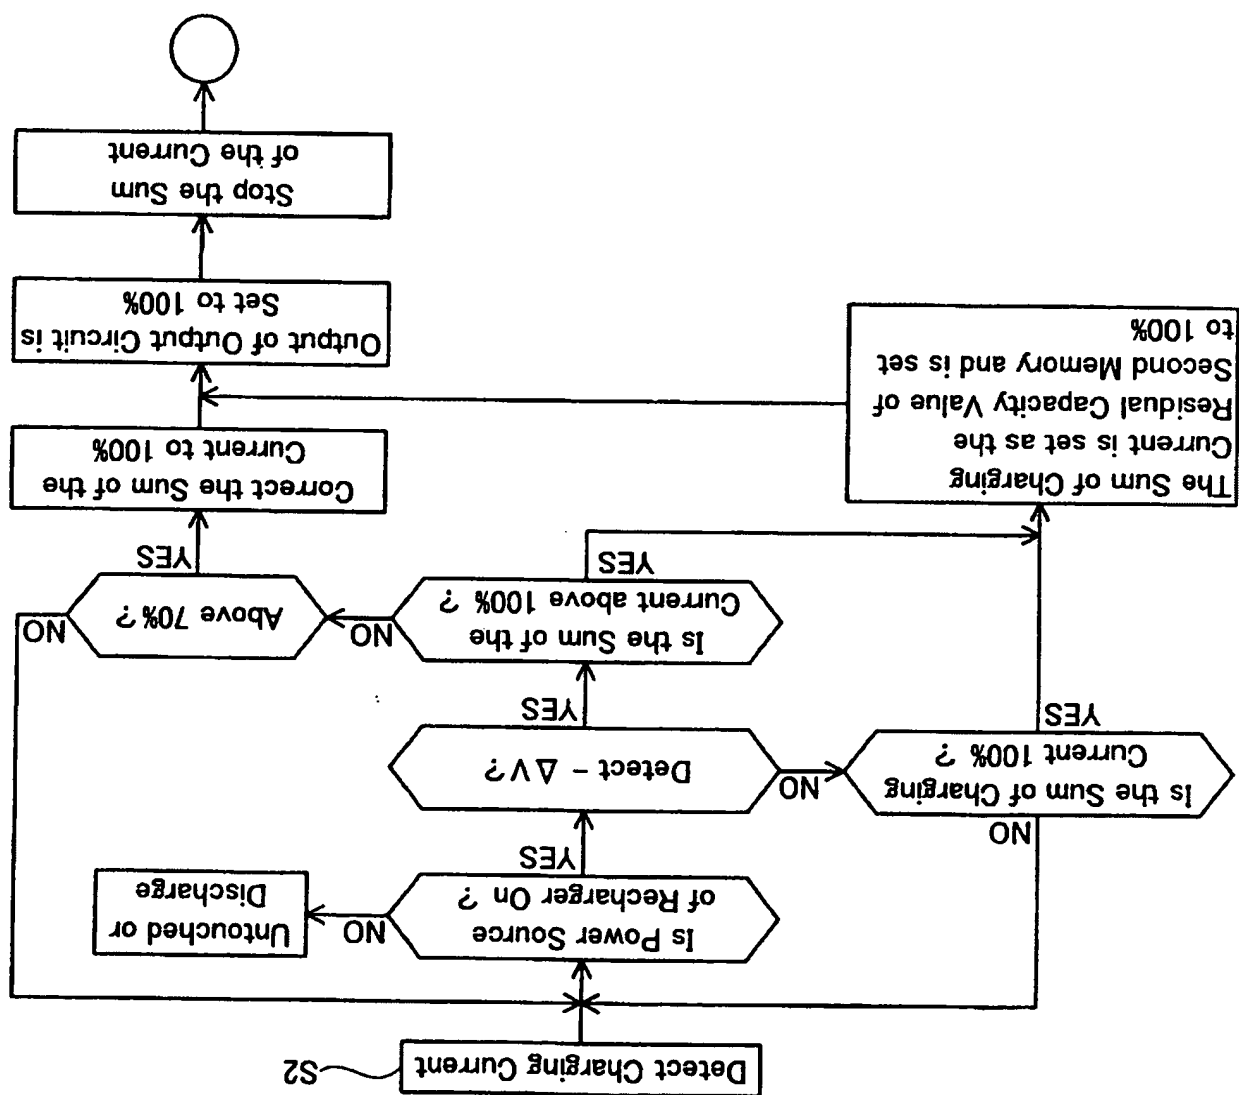 Detect Charging Current
S2
Is Power Source
of Recharger On ?
NO
YES
Untouched or
Discharge
Detect - ΔV?
NO
YES
Is the Sum of Charging
Current 100% ?
NO
YES
Is the Sum of the
Current above 100% ?
NO
YES
Above 70%?
NO
YES
The Sum of Charging
Current is set as the
Residual Capacity Value of
Second Memory and is set
to 100%
Correct the Sum of the
Current to 100%
Output of Output Circuit is
Set to 100%
Stop the Sum
of the Current